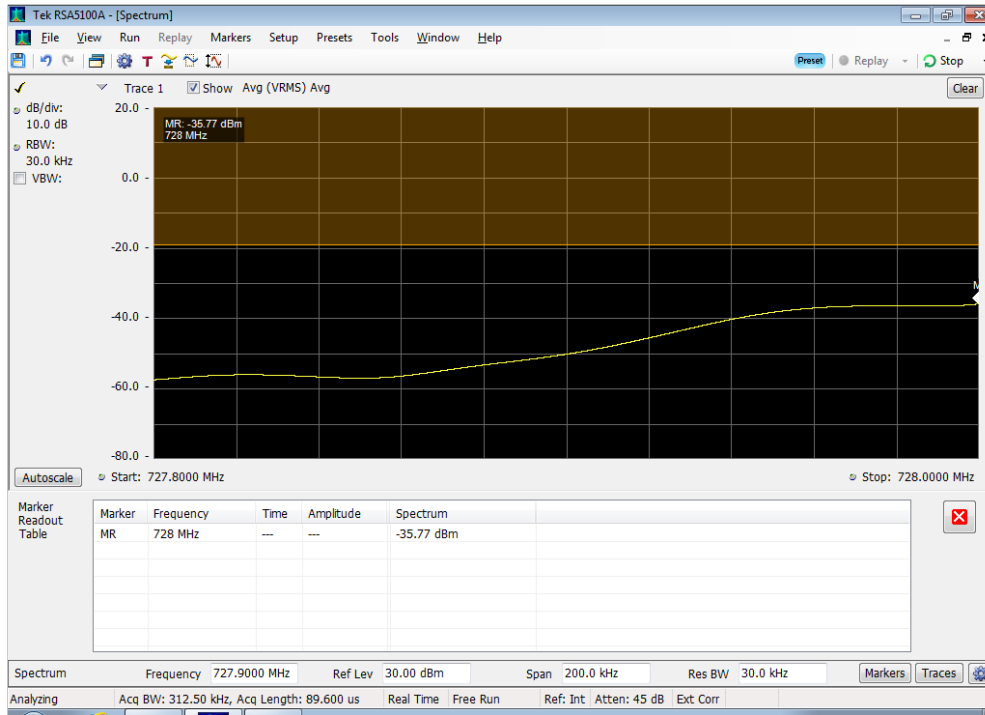 Tek RSA5100A - [Spectrum]
File View Run Replay Markers Setup Presets Tools Window Help
T Preset Replay Stop
Trace 1 Show Avg (VRMS) Avg Clear
dB/div:
10.0 dB
RBW:
30.0 kHz
VBW:
20.0
0.0
-20.0
-40.0
-60.0
-80.0
MR: -35.77 dBm
728 MHz
M
Autoscale Start: 727.8000 MHz Stop: 728.0000 MHz
Marker
Readout
Table
Marker Frequency Time Amplitude Spectrum
MR 728 MHz --- --- -35.77 dBm
Spectrum Frequency 727.9000 MHz Ref Lev 30.00 dBm Span 200.0 kHz Res BW 30.0 kHz Markers Traces
Analyzing Acq BW: 312.50 kHz, Acq Length: 89.600 us Real Time Free Run Ref: Int Atten: 45 dB Ext Corr